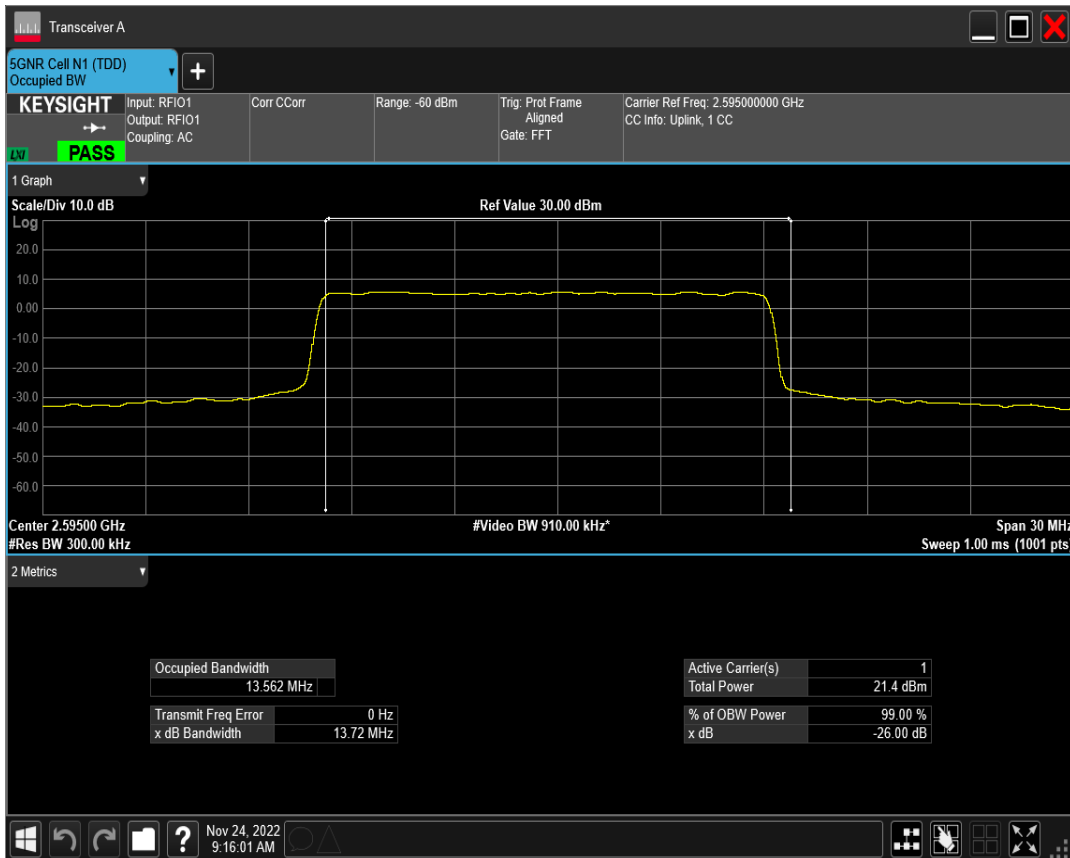 Transceiver A
5GNR Cell N1 (TDD)
Occupied BW
+
KEYSIGHT
LXI
PASS
Input: RFIO1
Output: RFIO1
Coupling: AC
Corr CCorr
Range: -60 dBm
Trig: Prot Frame
Aligned
Gate: FFT
Carrier Ref Freq: 2.595000000 GHz
CC Info: Uplink, 1 CC
1 Graph
Scale/Div 10.0 dB
Ref Value 30.00 dBm
Log
20.0
10.0
0.00
-10.0
-20.0
-30.0
-40.0
-50.0
-60.0
Center 2.59500 GHz
#Video BW 910.00 kHz*
Span 30 MHz
#Res BW 300.00 kHz
Sweep 1.00 ms (1001 pts)
2 Metrics
Occupied Bandwidth
13.562 MHz
Transmit Freq Error 0 Hz
x dB Bandwidth 13.72 MHz
Active Carrier(s) 1
Total Power 21.4 dBm
% of OBW Power 99.00 %
x dB -26.00 dB
?
Nov 24, 2022
9:16:01 AM